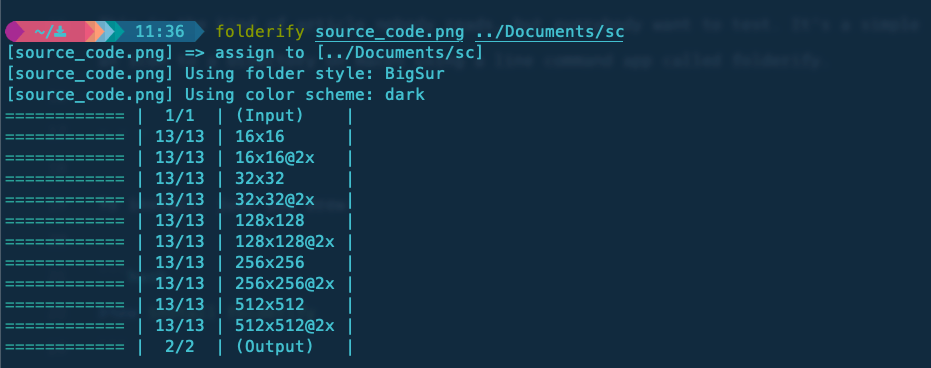 ~/ 11:36 folderify source_code.png ../Documents/sc
[source_code.png] => assign to [../Documents/sc]
[source_code.png] Using folder style: BigSur
[source_code.png] Using color scheme: dark
============ | 1/1 | (Input) |
============ | 13/13 | 16x16 |
============ | 13/13 | 16x16@2x |
============ | 13/13 | 32x32 |
============ | 13/13 | 32x32@2x |
============ | 13/13 | 128x128 |
============ | 13/13 | 128x128@2x |
============ | 13/13 | 256x256 |
============ | 13/13 | 256x256@2x |
============ | 13/13 | 512x512 |
============ | 13/13 | 512x512@2x |
============ | 2/2 | (Output) |